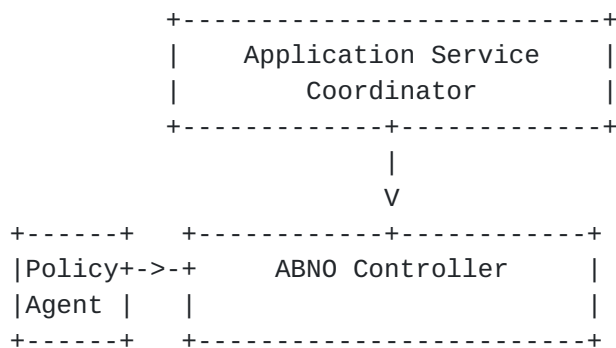 Application Service
Coordinator
Policy ABNO Controller
Agent